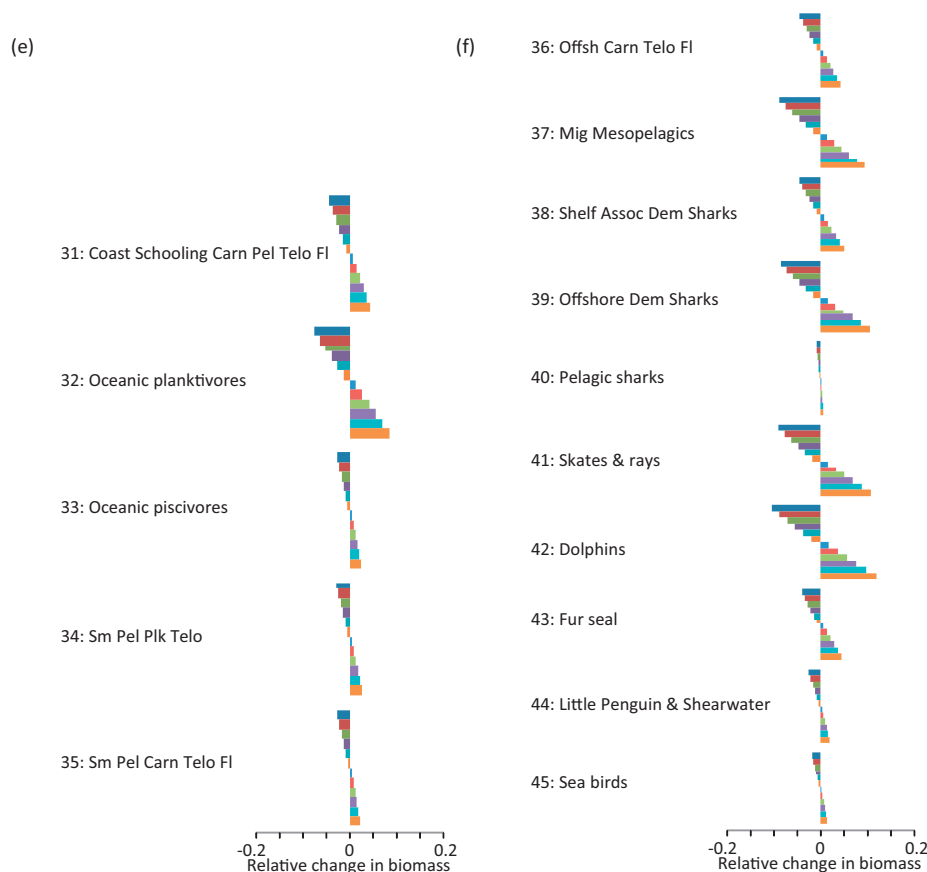 (e)
31: Coast Schooling Carn Pel Telo Fl
32: Oceanic planktivores
33: Oceanic piscivores
34: Sm Pel Plk Telo
35: Sm Pel Carn Telo Fl
-0.2 0 0.2
Relative change in biomass
(f)
36: Offsh Carn Telo Fl
37: Mig Mesopelagics
38: Shelf Assoc Dem Sharks
39: Offshore Dem Sharks
40: Pelagic sharks
41: Skates & rays
42: Dolphins
43: Fur seal
44: Little Penguin & Shearwater
45: Sea birds
-0.2 0 0.2
Relative change in biomass